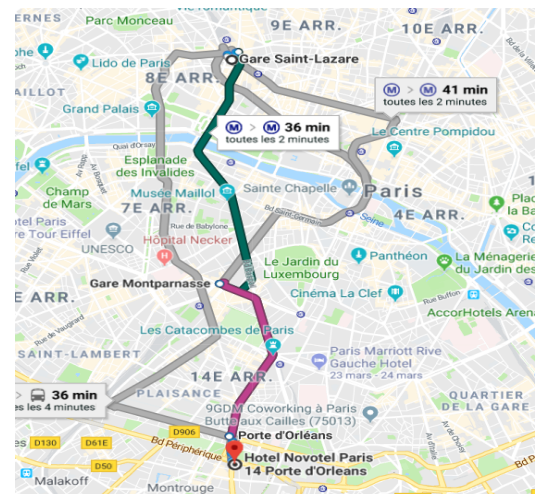 Parc Monceau
9E ARR.
10E ARR.
Gare Saint-Lazare
Lido de Paris
8E ARR.
41 min
toutes les 2 minutes
Grand Palais
36 min
toutes les 2 minutes
Le Centre Pompidou
Quai d'Orsay
Esplanade
des Invalides
Champ
de Mars
Musée Maillol
Sainte Chapelle
Paris
7E ARR.
Bd Saint-Germain
4E ARR.
Seine
Rue de Babylone
UNESCO
Hôpital Necker
Le Jardin du
Luxembourg
Panthéon
La Ménagerie
du Jardin des
Gare Montparnasse
Cinéma La Clef
Rue Buffon
AccorHotels Arena
E ARR.
Rue de Vaugirard
Les Catacombes de Paris
SAINT-LAMBERT
Paris Marriott Rive
Gauche Hotel
23 mars - 24 mars
14E ARR.
36 min
es les 4 minutes
PLAISANCE
9GDM Coworking à Paris
Butte aux Cailles (75013)
QUARTIER
DE LA GARE
D906
Porte d'Orléans
D130
D61E
Bd Périphérique
D50
Hotel Novotel Paris
14 Porte d'Orleans
Malakoff
Montrouge